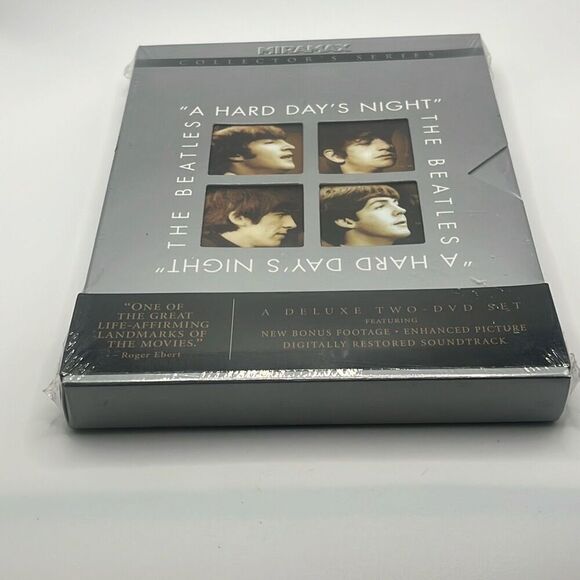 MIRAMAX
COLLECTOR'S SERIES
"A HARD DAY'S NIGHT"
THE BEATLES
THE BEATLES
"A HARD DAY'S NIGHT"
"ONE OF
THE GREAT
LIFE-AFFIRMING
LANDMARKS OF
THE MOVIES."
– Roger Ebert
A DELUXE TWO-DVD SET
FEATURING
NEW BONUS FOOTAGE • ENHANCED PICTURE
DIGITALLY RESTORED SOUNDTRACK